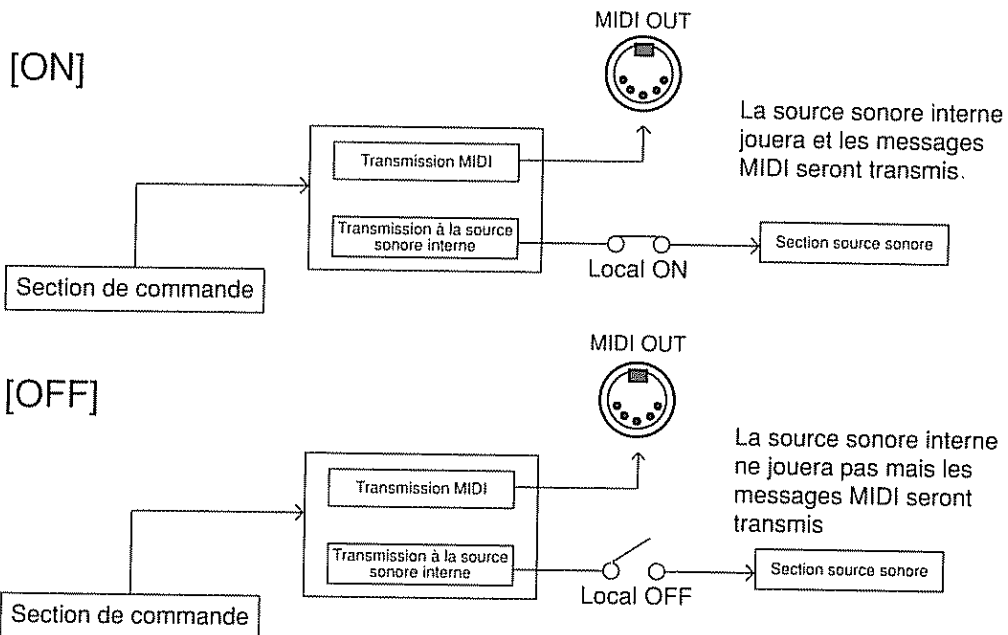 MIDI OUT
[ON]
La source sonore interne
jouera et les messages
MIDI seront transmis.
Transmission MIDI
Transmission à la source
sonore interne
Section source sonore
Local ON
Section de commande
MIDI OUT
[OFF]
La source sonore interne
ne jouera pas mais les
messages MIDI seront
transmis
Transmission MIDI
Transmission à la source
sonore interne
Section source sonore
Local OFF
Section de commande